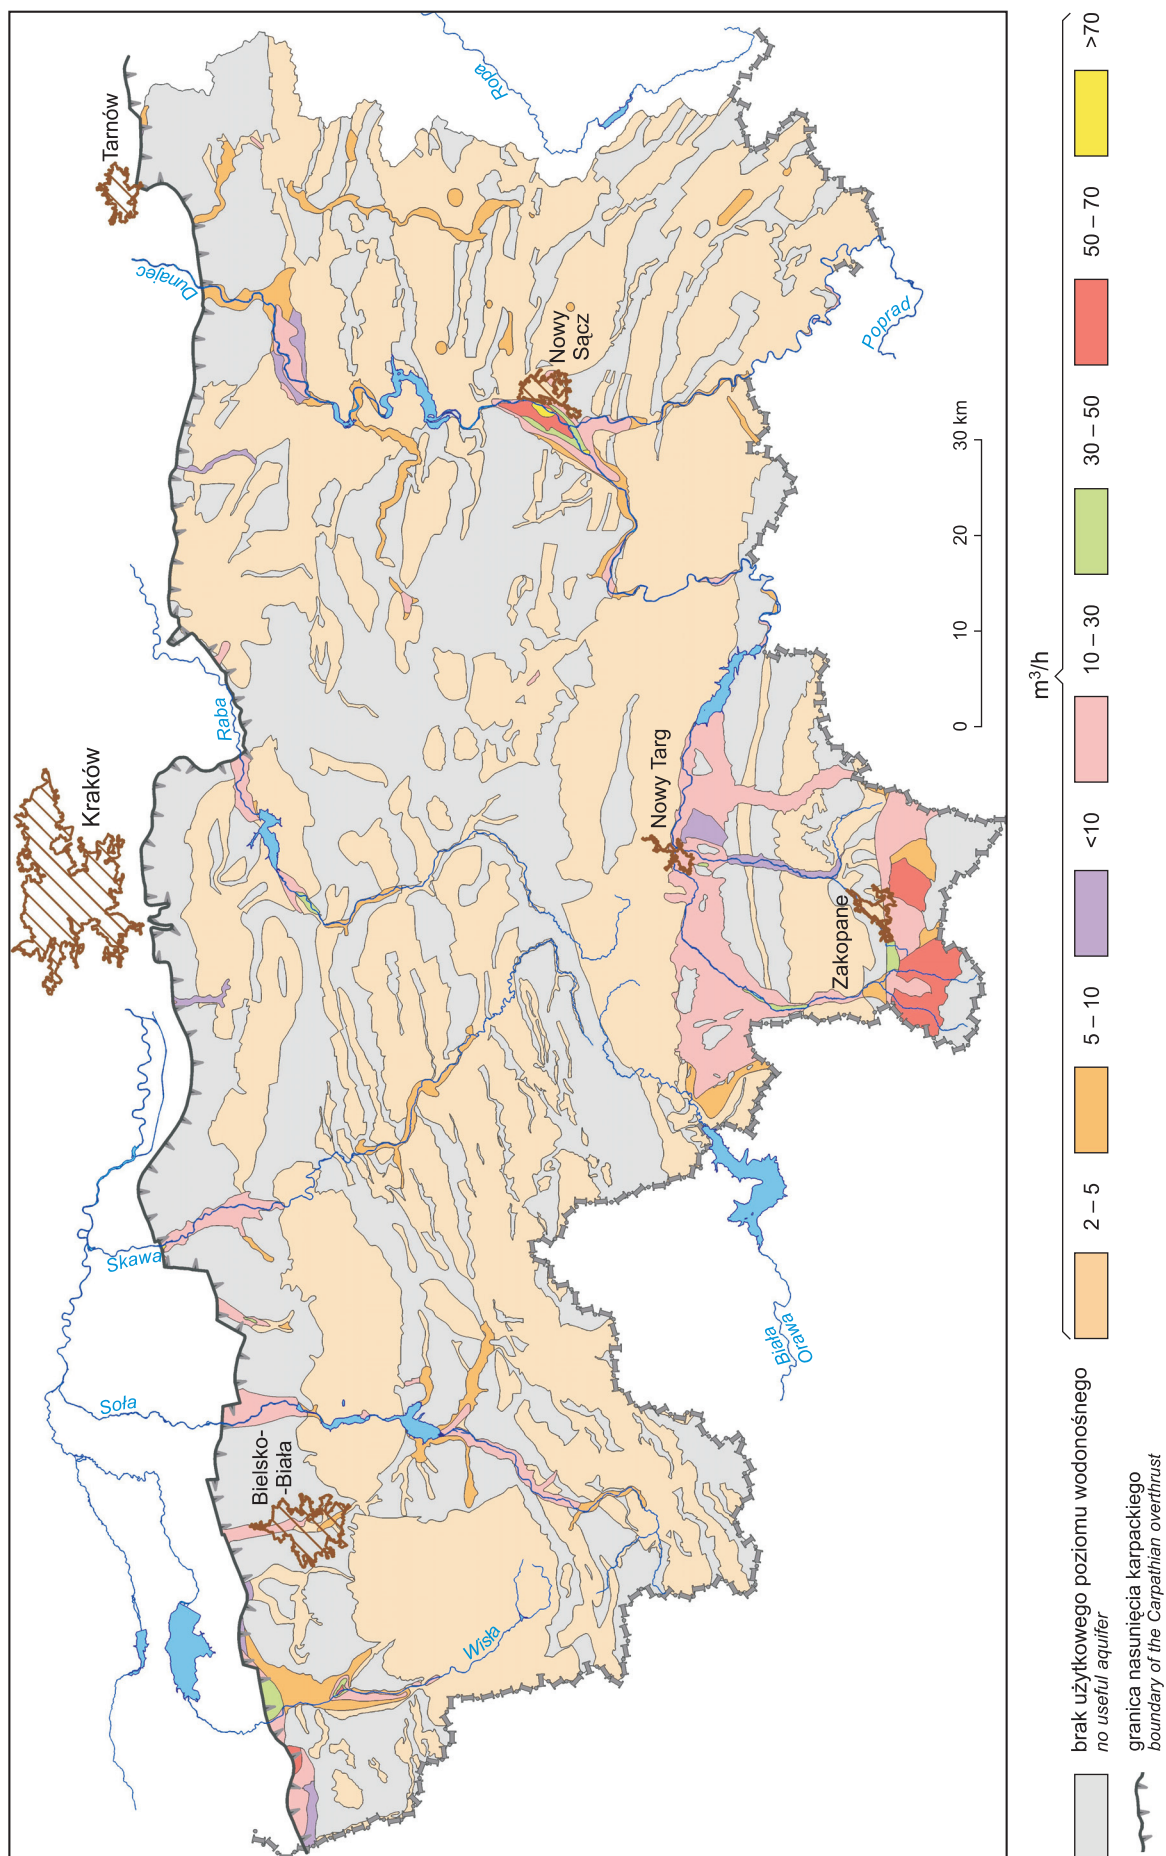 Kraków
Tarnów
Bielsko-
-Biała
Nowy
Sącz
Nowy Targ
Zakopane
Wisła
Soła
Skawa
Raba
Dunajec
Ropa
Poprad
Biała
Orawa
0 10 20 30 km
brak użytkowego poziomu wodonośnego
no useful aquifer
granica nasunięcia karpackiego
boundary of the Carpathian overthrust
m³/h
2 – 5
5 – 10
<10
10 – 30
30 – 50
50 – 70
>70